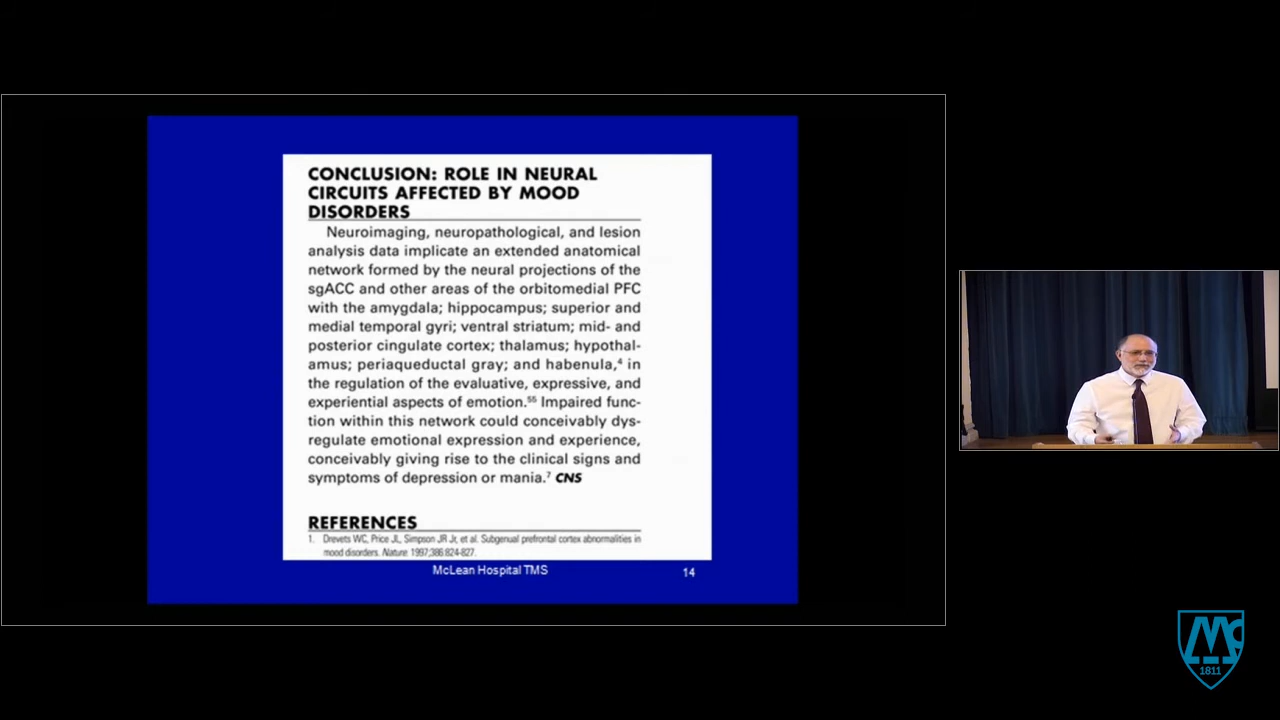 CONCLUSION: ROLE IN NEURAL
CIRCUITS AFFECTED BY MOOD
DISORDERS
Neuroimaging, neuropathological, and lesion
analysis data implicate an extended anatomical
network formed by the neural projections of the
sgACC and other areas of the orbitomedial PFC
with the amygdala; hippocampus; superior and
medial temporal gyri; ventral striatum; mid- and
posterior cingulate cortex; thalamus; hypothal-
amus; periaqueductal gray; and habenula,⁴ in
the regulation of the evaluative, expressive, and
experiential aspects of emotion.⁵⁵ Impaired func-
tion within this network could conceivably dys-
regulate emotional expression and experience,
conceivably giving rise to the clinical signs and
symptoms of depression or mania.⁷ CNS
REFERENCES
1. Drevets WC, Price JL, Simpson JR Jr, et al. Subgenual prefrontal cortex abnormalities in
mood disorders. Nature 1997;386:824-827.
McLean Hospital TMS
14
Mc
1811